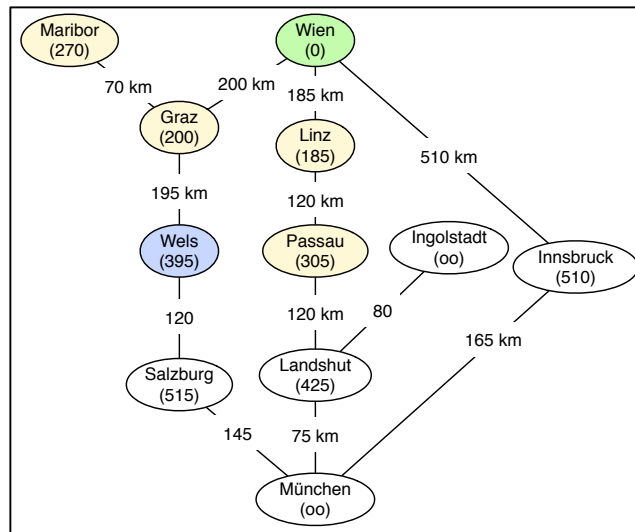 Maribor
(270)
Wien
(0)
70 km
200 km
185 km
Graz
(200)
Linz
(185)
510 km
195 km
120 km
Wels
(395)
Passau
(305)
Ingolstadt
(oo)
Innsbruck
(510)
120
120 km
80
165 km
Salzburg
(515)
Landshut
(425)
145
75 km
München
(oo)